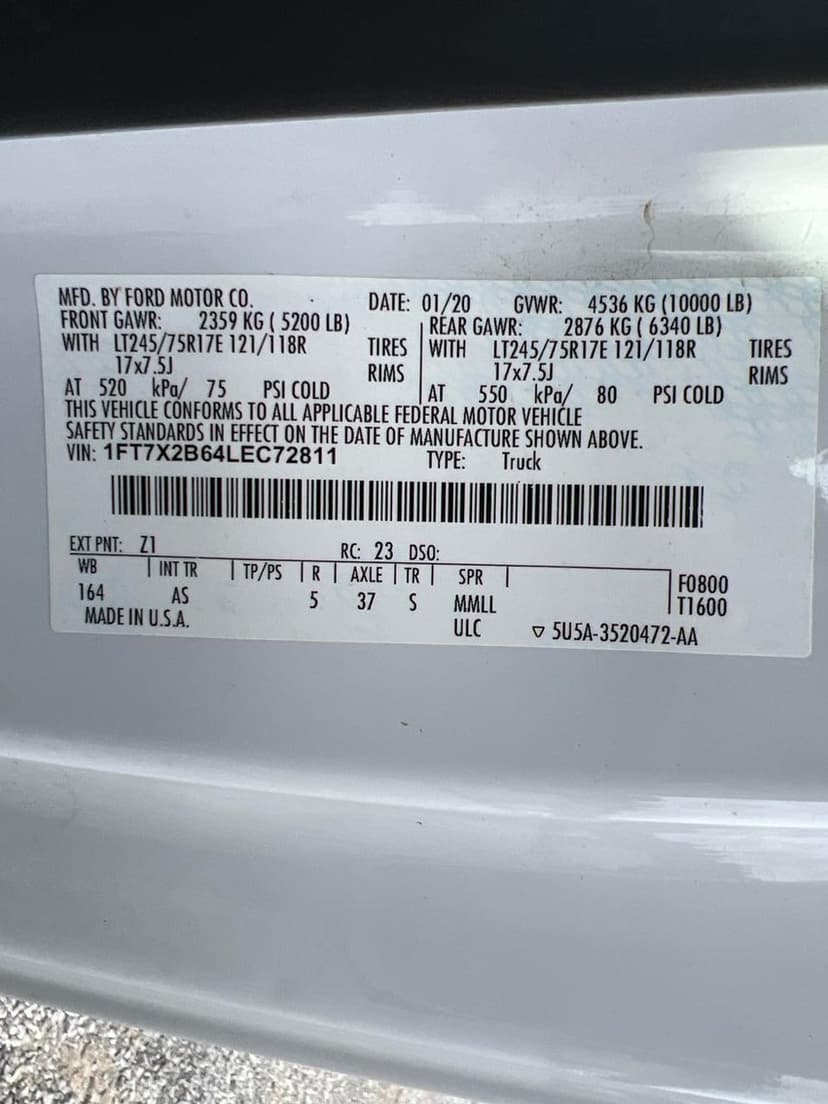 MFD. BY FORD MOTOR CO. DATE: 01/20 GVWR: 4536 KG (10000 LB)
FRONT GAWR: 2359 KG ( 5200 LB) REAR GAWR: 2876 KG ( 6340 LB)
WITH LT245/75R17E 121/118R TIRES WITH LT245/75R17E 121/118R TIRES
17x7.5J RIMS 17x7.5J RIMS
AT 520 kPa/ 75 PSI COLD AT 550 kPa/ 80 PSI COLD
THIS VEHICLE CONFORMS TO ALL APPLICABLE FEDERAL MOTOR VEHICLE
SAFETY STANDARDS IN EFFECT ON THE DATE OF MANUFACTURE SHOWN ABOVE.
VIN: 1FT7X2B64LEC72811 TYPE: Truck
EXT PNT: Z1 RC: 23 DSO:
WB INT TR TP/PS R AXLE TR SPR F0800
164 AS 5 37 S MMLL T1600
MADE IN U.S.A. ULC ▽ 5U5A-3520472-AA